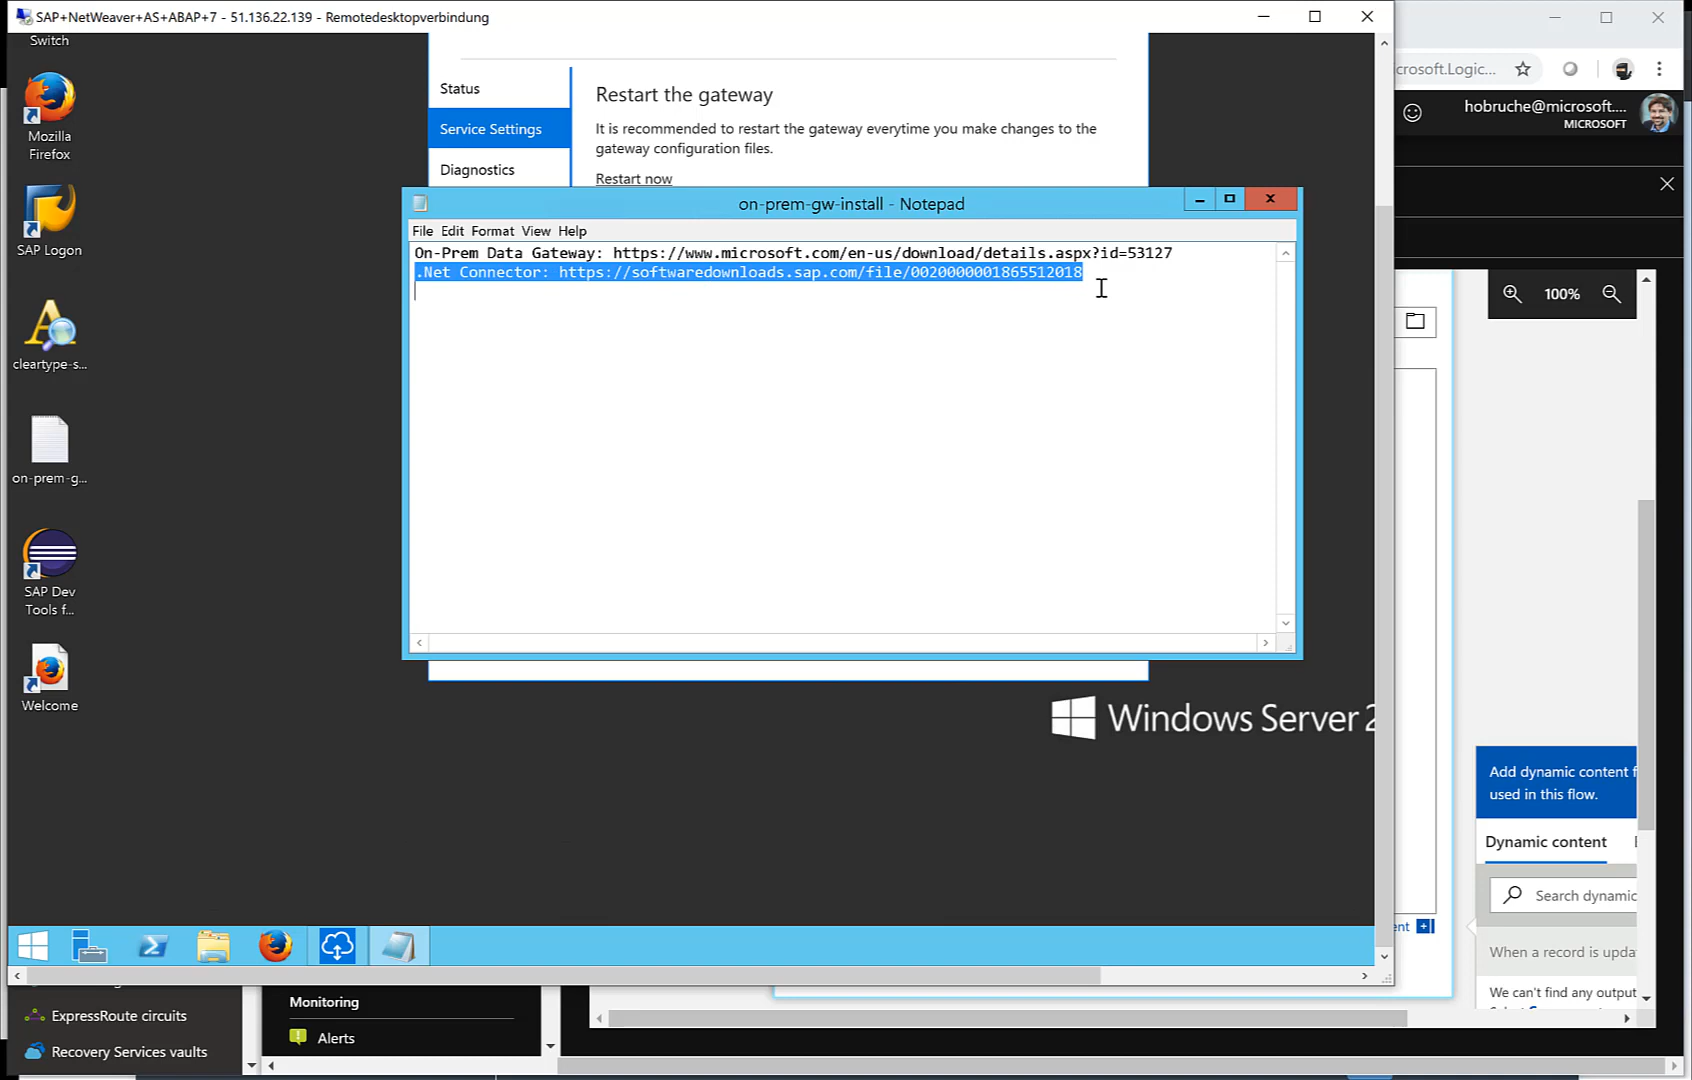 SAP+NetWeaver+AS+ABAP+7 - 51.136.22.139 - Remotedesktopverbindung
Switch
Mozilla
Firefox
SAP Logon
cleartype-s...
on-prem-g...
SAP Dev
Tools f...
Welcome
Status
Service Settings
Diagnostics
Restart the gateway
It is recommended to restart the gateway everytime you make changes to the
gateway configuration files.
Restart now
on-prem-gw-install - Notepad
File Edit Format View Help
On-Prem Data Gateway: https://www.microsoft.com/en-us/download/details.aspx?id=53127
.Net Connector: https://softwaredownloads.sap.com/file/0020000001865512018
Windows Server 2
crosoft.Logic...
hobruche@microsoft....
MICROSOFT
100%
Add dynamic content f
used in this flow.
Dynamic content
Search dynamic
When a record is upda
We can't find any output
ent
Monitoring
Alerts
ExpressRoute circuits
Recovery Services vaults